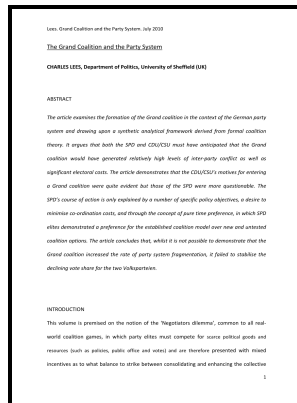 Lees. Grand Coalition and the Party System. July 2010
The Grand Coalition and the Party System
CHARLES LEES, Department of Politics, University of Sheffield (UK)
ABSTRACT
The article examines the formation of the Grand coalition in the context of the German party
system and drawing upon a synthetic analytical framework derived from formal coalition
theory. It argues that both the SPD and CDU/CSU must have anticipated that the Grand
coalition would have generated relatively high levels of inter-party conflict as well as
significant electoral costs. The article demonstrates that the CDU/CSU's motives for entering
a Grand coalition were quite evident but those of the SPD were more questionable. The
SPD's course of action is only explained by a number of specific policy objectives, a desire to
minimise co-ordination costs, and through the concept of pure time preference, in which SPD
elites demonstrated a preference for the established coalition model over new and untested
coalition options. The article concludes that, whilst it is not possible to demonstrate that the
Grand coalition increased the rate of party system fragmentation, it failed to stabilise the
declining vote share for the two Volksparteien.
INTRODUCTION
This volume is premised on the notion of the 'Negotiators dilemma', common to all real-
world coalition games, in which party elites must compete for scarce political goods and
resources (such as policies, public office and votes) and are therefore presented with mixed
incentives as to what balance to strike between consolidating and enhancing the collective
1